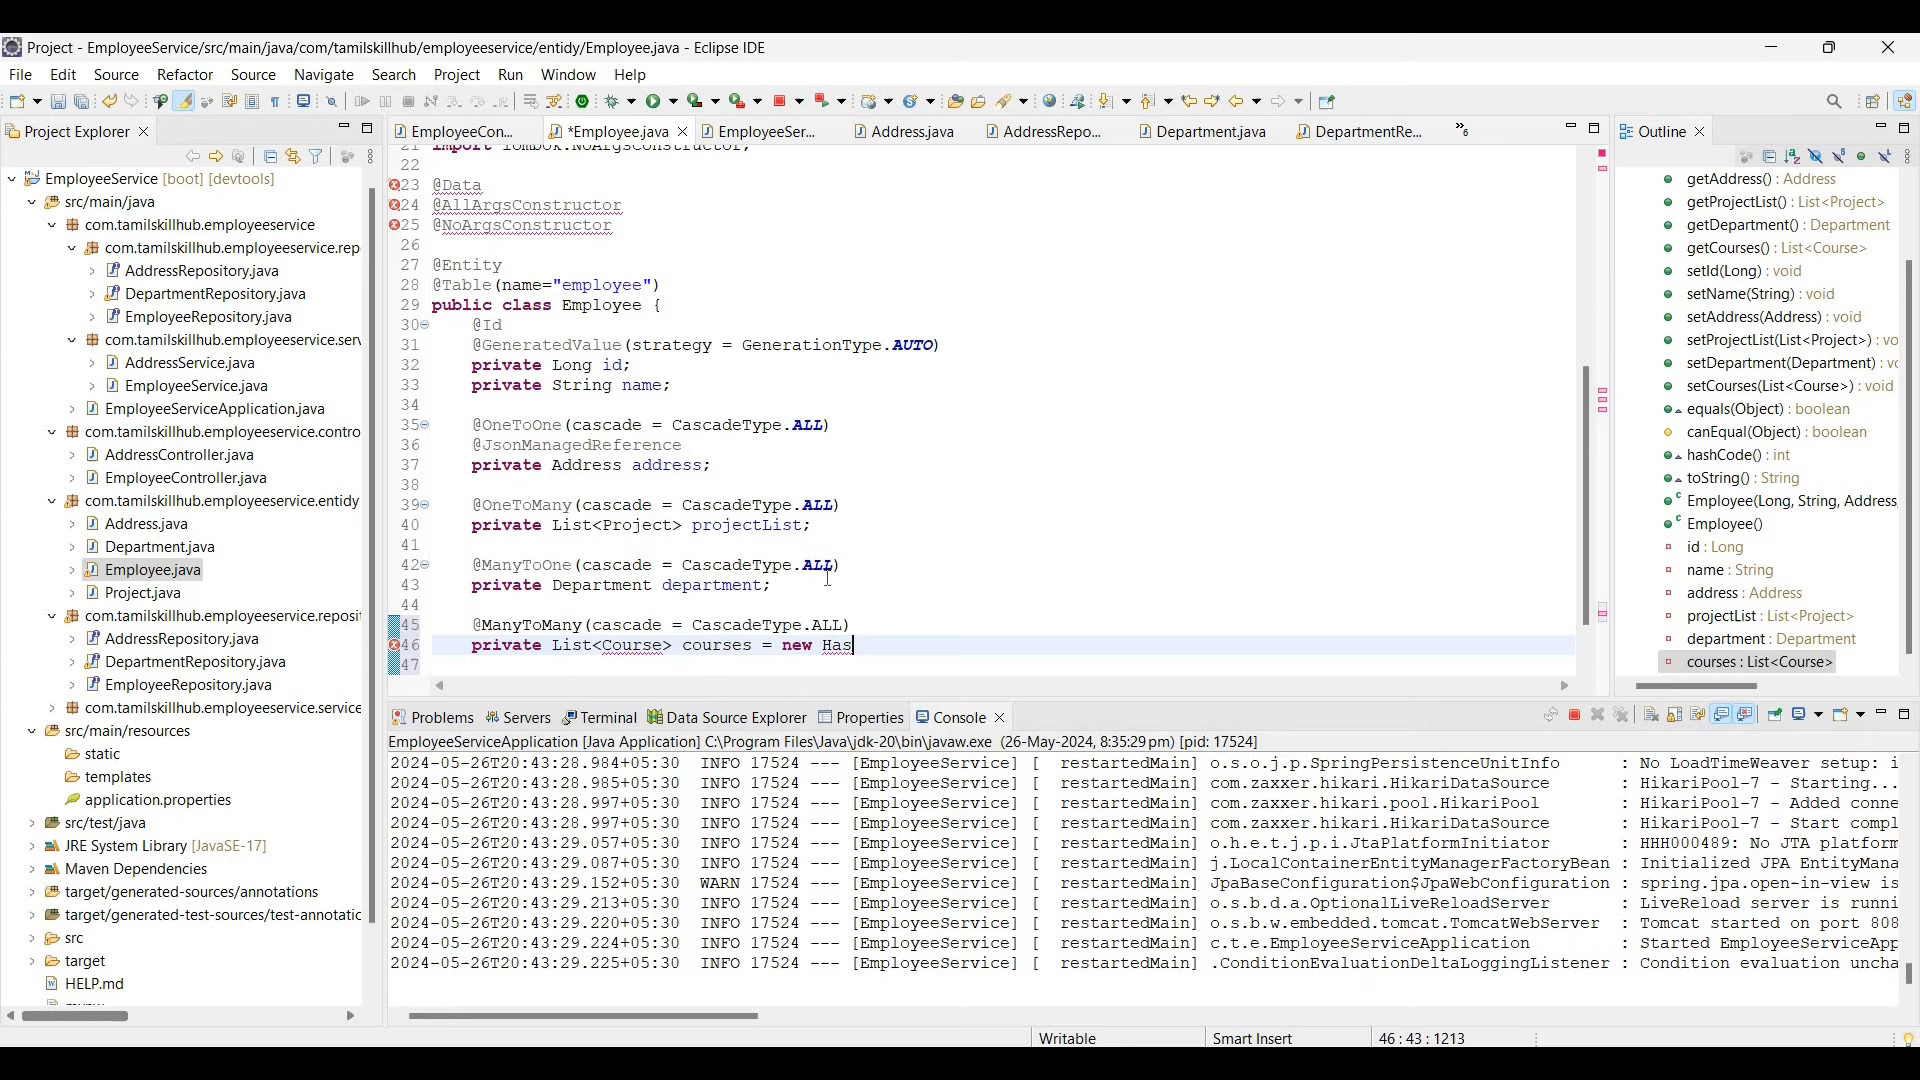 Project - EmployeeService/src/main/java/com/tamilskillhub/employeeservice/entidy/Employee.java - Eclipse IDE
File Edit Source Refactor Source Navigate Search Project Run Window Help
Project Explorer
EmployeeService [boot] [devtools]
src/main/java
com.tamilskillhub.employeeservice
com.tamilskillhub.employeeservice.rep
AddressRepository.java
DepartmentRepository.java
EmployeeRepository.java
com.tamilskillhub.employeeservice.serv
AddressService.java
EmployeeService.java
EmployeeServiceApplication.java
com.tamilskillhub.employeeservice.contro
AddressController.java
EmployeeController.java
com.tamilskillhub.employeeservice.entidy
Address.java
Department.java
Employee.java
Project.java
com.tamilskillhub.employeeservice.reposit
AddressRepository.java
DepartmentRepository.java
EmployeeRepository.java
com.tamilskillhub.employeeservice.service
src/main/resources
static
templates
application.properties
src/test/java
JRE System Library [JavaSE-17]
Maven Dependencies
target/generated-sources/annotations
target/generated-test-sources/test-annotatic
src
target
HELP.md
EmployeeCon... *Employee.java EmployeeSer... Address.java AddressRepo... Department.java DepartmentRe... »6
21 import lombok.NoArgsConstructor;
22
23 @Data
24 @AllArgsConstructor
25 @NoArgsConstructor
26
27 @Entity
28 @Table(name="employee")
29 public class Employee {
30 @Id
31 @GeneratedValue(strategy = GenerationType.AUTO)
32 private Long id;
33 private String name;
34
35 @OneToOne(cascade = CascadeType.ALL)
36 @JsonManagedReference
37 private Address address;
38
39 @OneToMany(cascade = CascadeType.ALL)
40 private List<Project> projectList;
41
42 @ManyToOne(cascade = CascadeType.ALL)
43 private Department department;
44
45 @ManyToMany(cascade = CascadeType.ALL)
46 private List<Course> courses = new Has
47
Outline
getAddress() : Address
getProjectList() : List<Project>
getDepartment() : Department
getCourses() : List<Course>
setId(Long) : void
setName(String) : void
setAddress(Address) : void
setProjectList(List<Project>) : vo
setDepartment(Department) : vo
setCourses(List<Course>) : void
equals(Object) : boolean
canEqual(Object) : boolean
hashCode() : int
toString() : String
Employee(Long, String, Address,
Employee()
id : Long
name : String
address : Address
projectList : List<Project>
department : Department
courses : List<Course>
Problems Servers Terminal Data Source Explorer Properties Console
EmployeeServiceApplication [Java Application] C:\Program Files\Java\jdk-20\bin\javaw.exe (26-May-2024, 8:35:29 pm) [pid: 17524]
2024-05-26T20:43:28.984+05:30 INFO 17524 --- [EmployeeService] [ restartedMain] o.s.o.j.p.SpringPersistenceUnitInfo : No LoadTimeWeaver setup: i
2024-05-26T20:43:28.985+05:30 INFO 17524 --- [EmployeeService] [ restartedMain] com.zaxxer.hikari.HikariDataSource : HikariPool-7 - Starting...
2024-05-26T20:43:28.997+05:30 INFO 17524 --- [EmployeeService] [ restartedMain] com.zaxxer.hikari.pool.HikariPool : HikariPool-7 - Added conne
2024-05-26T20:43:28.997+05:30 INFO 17524 --- [EmployeeService] [ restartedMain] com.zaxxer.hikari.HikariDataSource : HikariPool-7 - Start compl
2024-05-26T20:43:29.057+05:30 INFO 17524 --- [EmployeeService] [ restartedMain] o.h.e.t.j.p.i.JtaPlatformInitiator : HHH000489: No JTA platform
2024-05-26T20:43:29.087+05:30 INFO 17524 --- [EmployeeService] [ restartedMain] j.LocalContainerEntityManagerFactoryBean : Initialized JPA EntityMana
2024-05-26T20:43:29.152+05:30 WARN 17524 --- [EmployeeService] [ restartedMain] JpaBaseConfiguration$JpaWebConfiguration : spring.jpa.open-in-view is
2024-05-26T20:43:29.213+05:30 INFO 17524 --- [EmployeeService] [ restartedMain] o.s.b.d.a.OptionalLiveReloadServer : LiveReload server is runni
2024-05-26T20:43:29.220+05:30 INFO 17524 --- [EmployeeService] [ restartedMain] o.s.b.w.embedded.tomcat.TomcatWebServer : Tomcat started on port 808
2024-05-26T20:43:29.224+05:30 INFO 17524 --- [EmployeeService] [ restartedMain] c.t.e.EmployeeServiceApplication : Started EmployeeServiceApp
2024-05-26T20:43:29.225+05:30 INFO 17524 --- [EmployeeService] [ restartedMain] .ConditionEvaluationDeltaLoggingListener : Condition evaluation uncha
Writable Smart Insert 46 : 43 : 1213